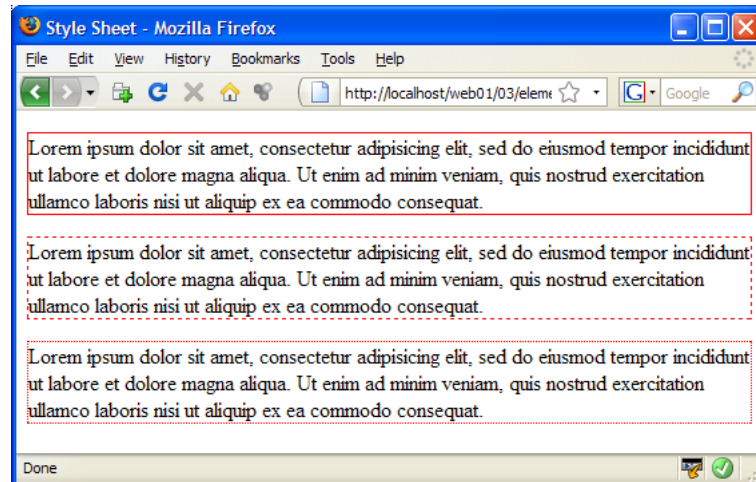 Style Sheet - Mozilla Firefox
File Edit View History Bookmarks Tools Help
http://localhost/web01/03/eleme G Google
Lorem ipsum dolor sit amet, consectetur adipisicing elit, sed do eiusmod tempor incididunt
ut labore et dolore magna aliqua. Ut enim ad minim veniam, quis nostrud exercitation
ullamco laboris nisi ut aliquip ex ea commodo consequat.
Lorem ipsum dolor sit amet, consectetur adipisicing elit, sed do eiusmod tempor incididunt
ut labore et dolore magna aliqua. Ut enim ad minim veniam, quis nostrud exercitation
ullamco laboris nisi ut aliquip ex ea commodo consequat.
Lorem ipsum dolor sit amet, consectetur adipisicing elit, sed do eiusmod tempor incididunt
ut labore et dolore magna aliqua. Ut enim ad minim veniam, quis nostrud exercitation
ullamco laboris nisi ut aliquip ex ea commodo consequat.
Done